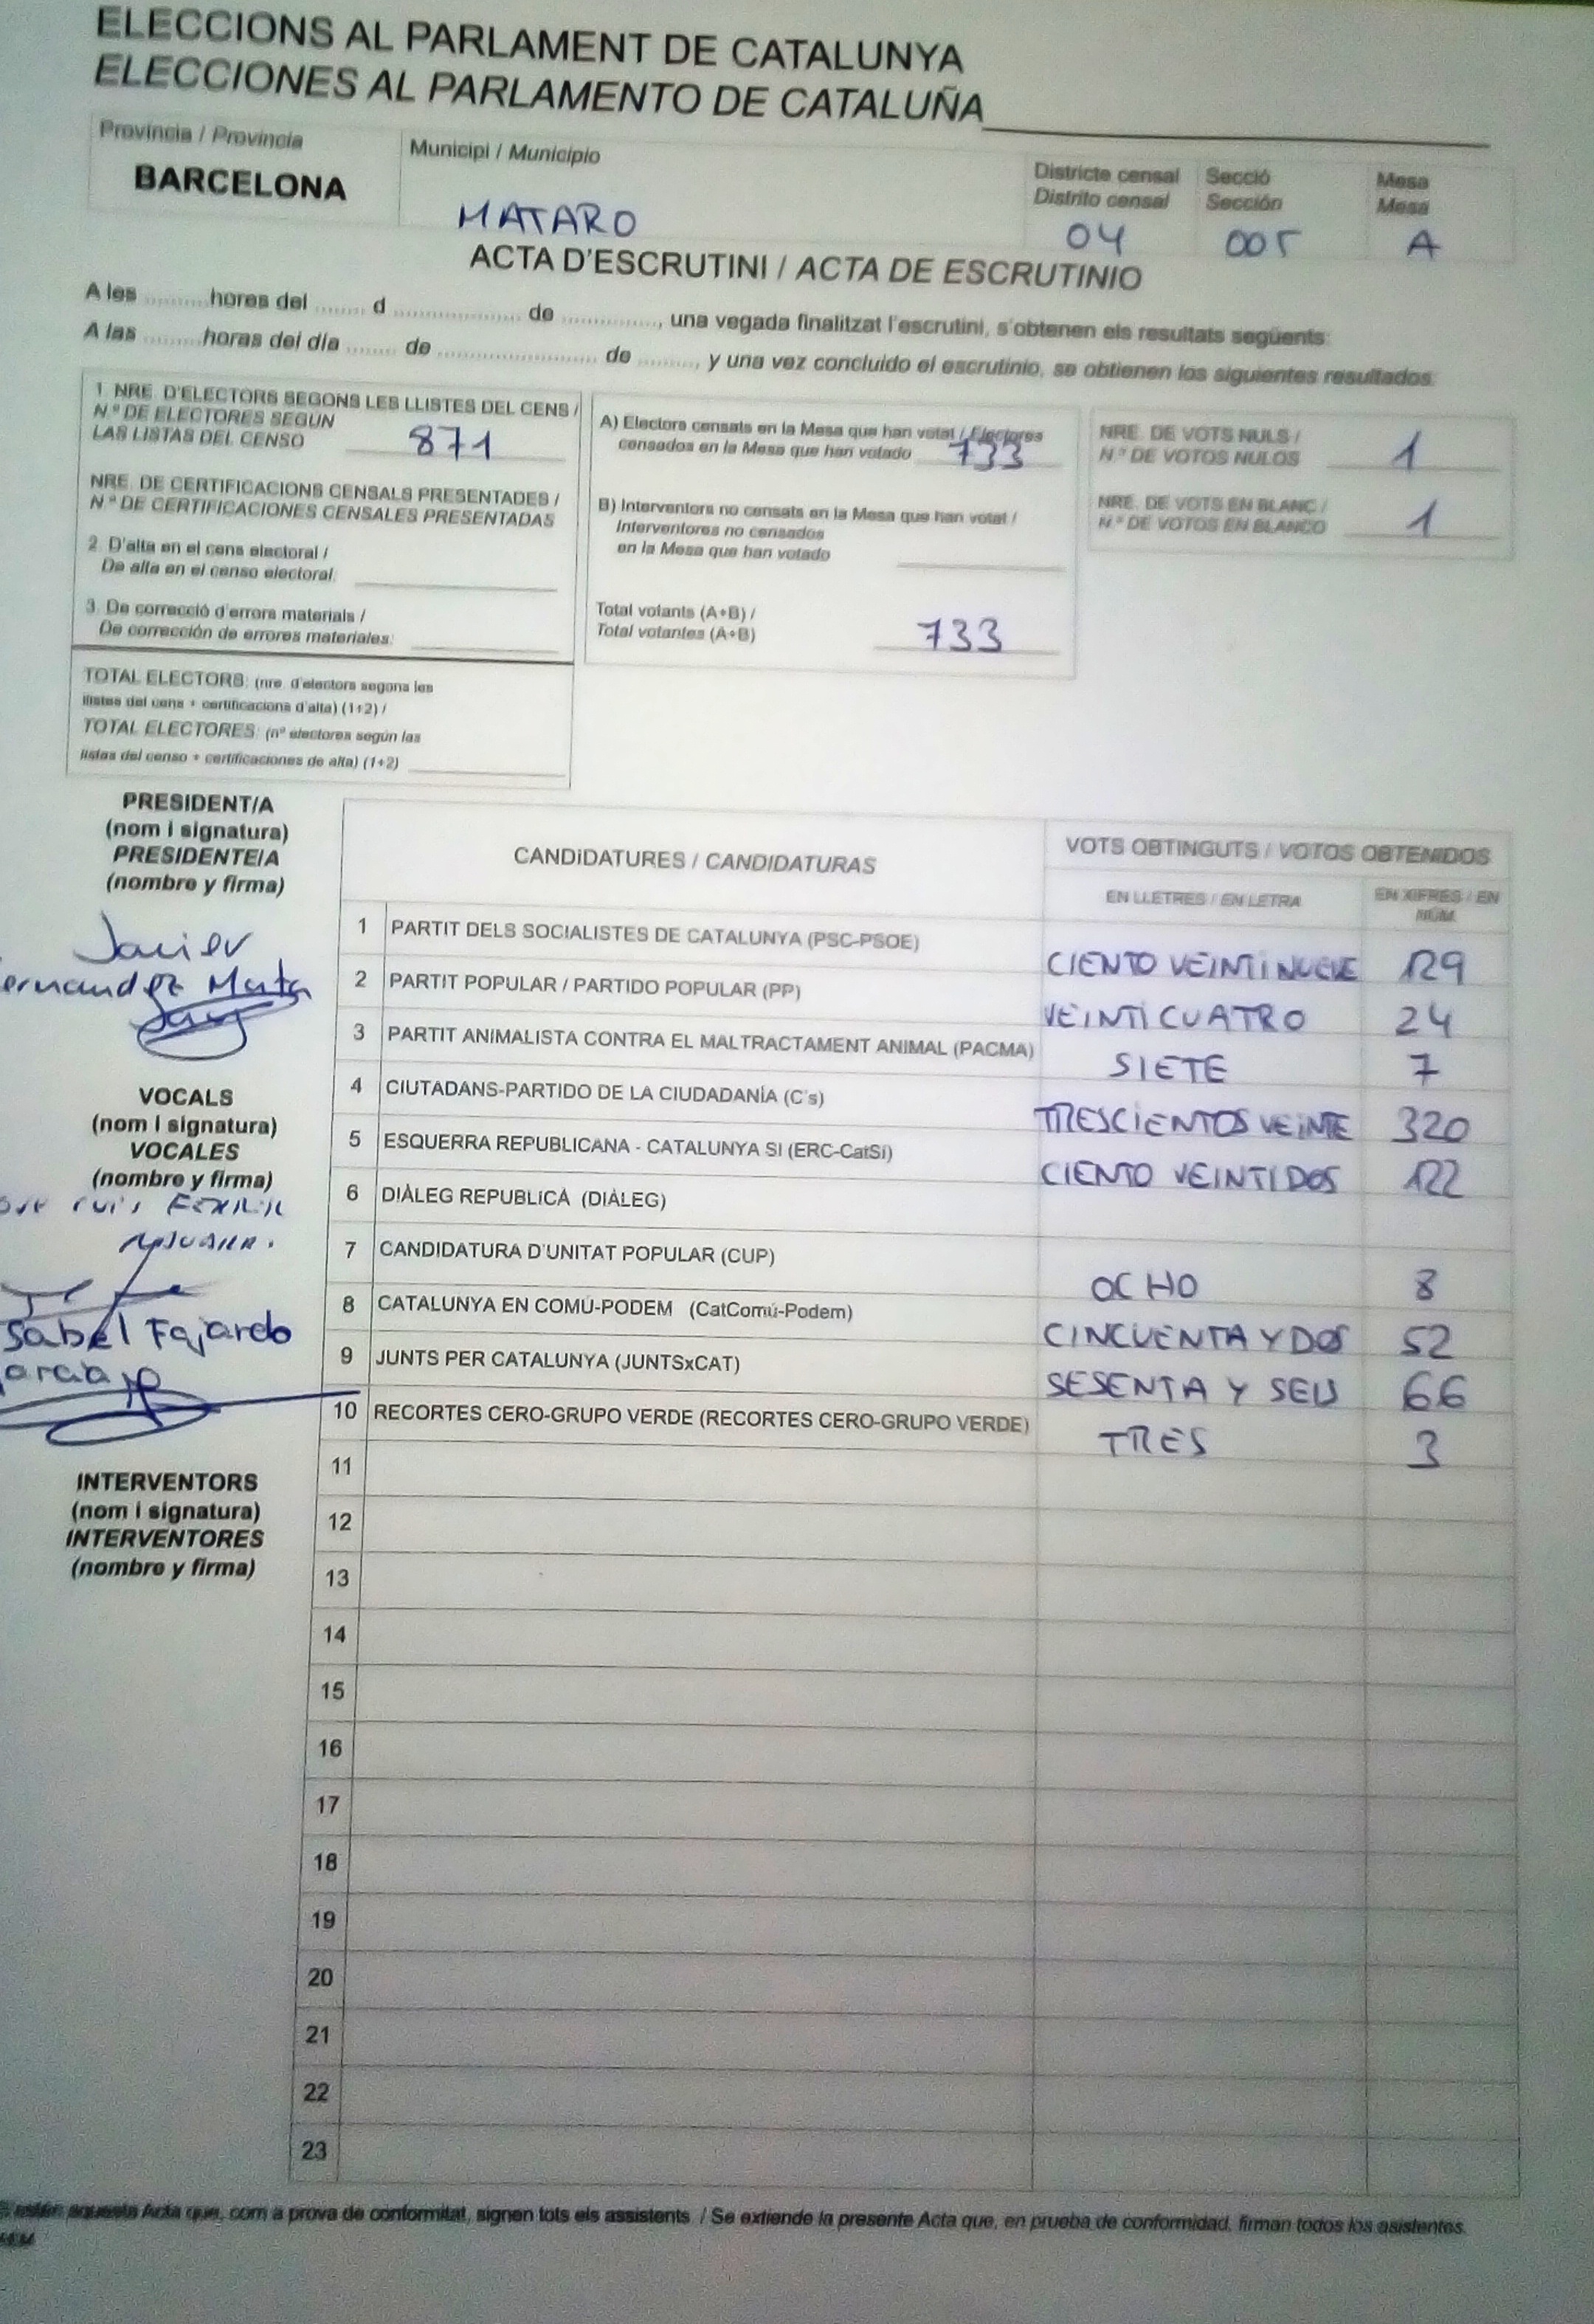 ELECCIONS AL PARLAMENT DE CATALUNYA
ELECCIONES AL PARLAMENTO DE CATALUÑA
Província / Provincia
BARCELONA
Municipi / Municipio
MATARO
Districte censal
Distrito censal
04
Secció
Sección
005
Mesa
Mesa
A
ACTA D'ESCRUTINI / ACTA DE ESCRUTINIO
A les ......... hores del ....... d .................... de ..............., una vegada finalitzat l'escrutini, s'obtenen els resultats següents:
A las ......... horas del día ....... de ......................... de ........., y una vez concluido el escrutinio, se obtienen los siguientes resultados:
1. NRE. D'ELECTORS SEGONS LES LLISTES DEL CENS /
N.º DE ELECTORES SEGÚN
LAS LISTAS DEL CENSO 871
NRE. DE CERTIFICACIONS CENSALS PRESENTADES /
N.º DE CERTIFICACIONES CENSALES PRESENTADAS
2. D'alta en el cens electoral /
De alta en el censo electoral:
3. De correcció d'errors materials /
De corrección de errores materiales:
TOTAL ELECTORS: (nre. d'electors segons les
llistes del cens + certificacions d'alta) (1+2) /
TOTAL ELECTORES: (nº electores según las
listas del censo + certificaciones de alta) (1+2)
A) Electors censats en la Mesa que han votat / Electores
censados en la Mesa que han votado 733
B) Interventors no censats en la Mesa que han votat /
Interventores no censados
en la Mesa que han votado
Total votants (A+B) /
Total votantes (A+B) 733
NRE. DE VOTS NULS /
N.º DE VOTOS NULOS 1
NRE. DE VOTS EN BLANC /
N.º DE VOTOS EN BLANCO 1
PRESIDENT/A
(nom i signatura)
PRESIDENTE/A
(nombre y firma)
Javier
ernandez Mata
VOCALS
(nom i signatura)
VOCALES
(nombre y firma)
sabel Fajardo
arcia
INTERVENTORS
(nom i signatura)
INTERVENTORES
(nombre y firma)
CANDIDATURES / CANDIDATURAS
VOTS OBTINGUTS / VOTOS OBTENIDOS
EN LLETRES / EN LETRA
EN XIFRES / EN
NÚM.
1 PARTIT DELS SOCIALISTES DE CATALUNYA (PSC-PSOE) CIENTO VEINTINUEVE 129
2 PARTIT POPULAR / PARTIDO POPULAR (PP) VEINTICUATRO 24
3 PARTIT ANIMALISTA CONTRA EL MALTRACTAMENT ANIMAL (PACMA) SIETE 7
4 CIUTADANS-PARTIDO DE LA CIUDADANÍA (C's) TRESCIENTOS VEINTE 320
5 ESQUERRA REPUBLICANA - CATALUNYA SÍ (ERC-CatSí) CIENTO VEINTIDOS 122
6 DIÀLEG REPUBLICÀ (DIÀLEG)
7 CANDIDATURA D'UNITAT POPULAR (CUP) OCHO 8
8 CATALUNYA EN COMÚ-PODEM (CatComú-Podem) CINCUENTA Y DOS 52
9 JUNTS PER CATALUNYA (JUNTSxCAT) SESENTA Y SEIS 66
10 RECORTES CERO-GRUPO VERDE (RECORTES CERO-GRUPO VERDE) TRES 3
11
12
13
14
15
16
17
18
19
20
21
22
23
aquesta Acta que, com a prova de conformitat, signen tots els assistents. / Se extiende la presente Acta que, en prueba de conformidad, firman todos los asistentes.